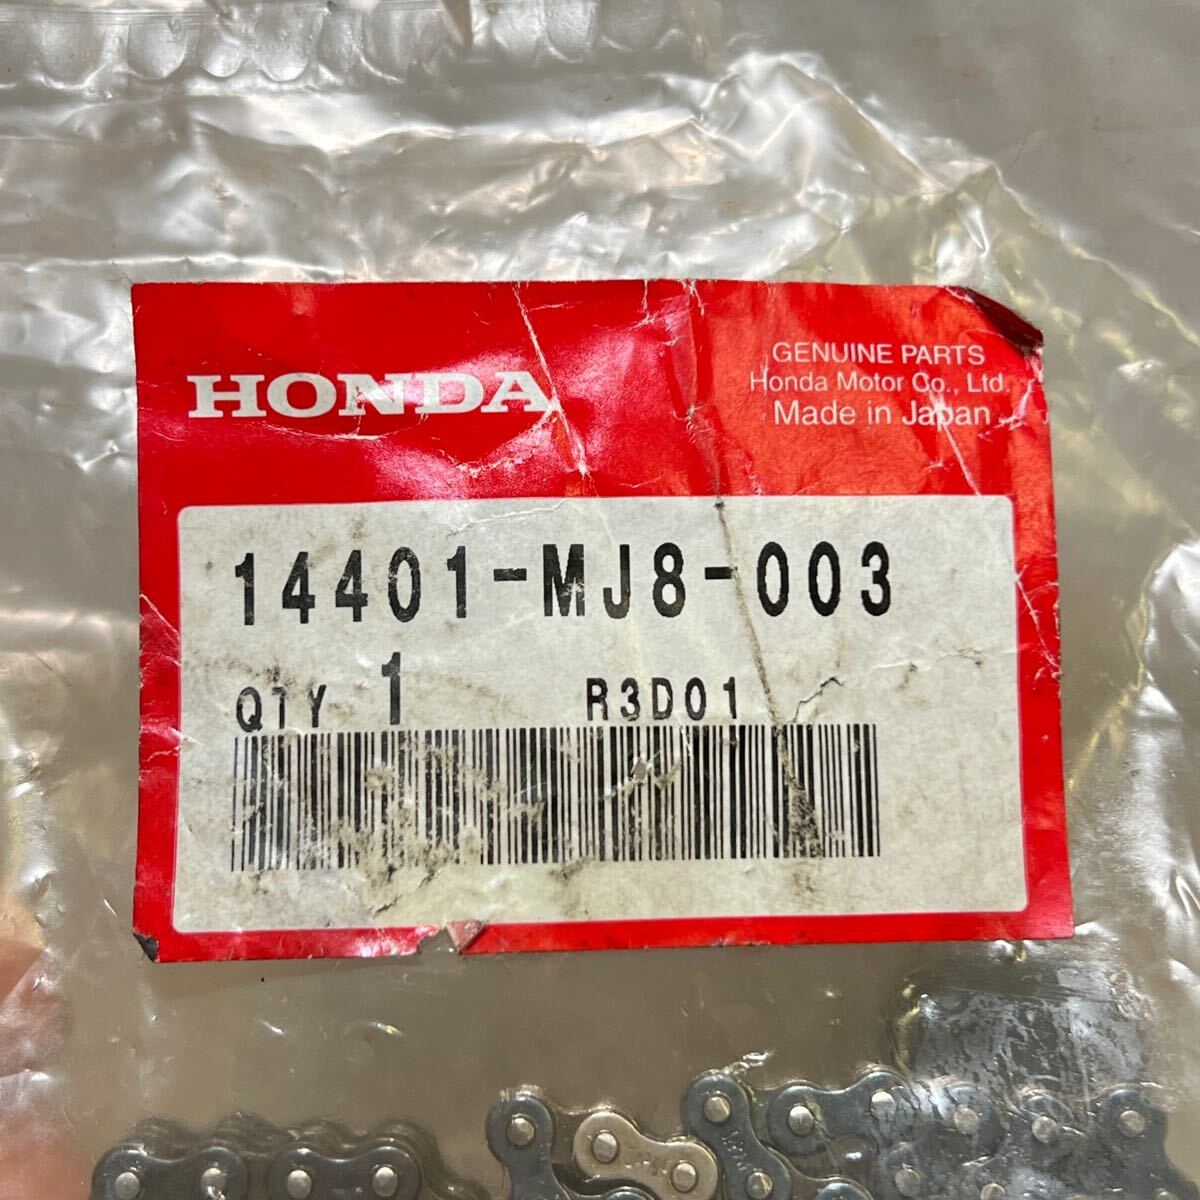 HONDA
GENUINE PARTS
Honda Motor Co., Ltd.
Made in Japan
14401-MJ8-003
QTY 1 R3D01